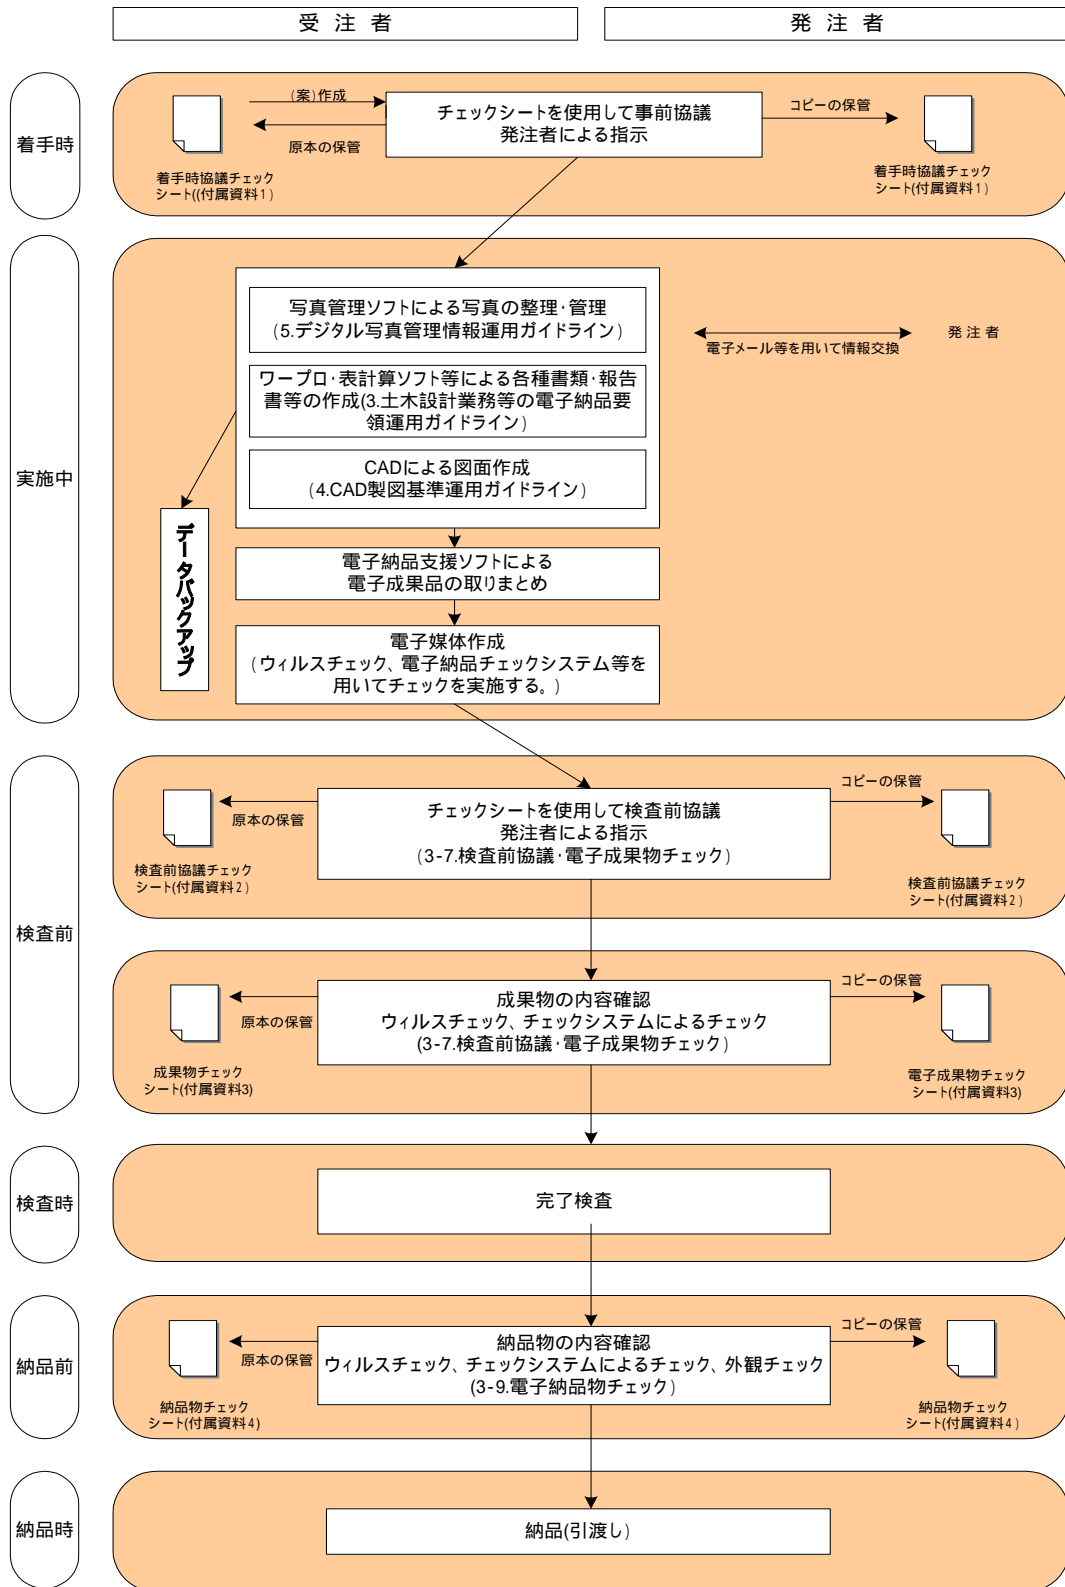 受 注 者
発 注 者
着手時
(案)作成
原本の保管
チェックシートを使用して事前協議
発注者による指示
コピーの保管
着手時協議チェック
シート((付属資料1)
着手時協議チェック
シート(付属資料1)
実施中
写真管理ソフトによる写真の整理・管理
(5.デジタル写真管理情報運用ガイドライン)
ワープロ・表計算ソフト等による各種書類・報告
書等の作成(3.土木設計業務等の電子納品要
領運用ガイドライン)
CADによる図面作成
(4.CAD製図基準運用ガイドライン)
電子メール等を用いて情報交換
発注者
データバックアップ
電子納品支援ソフトによる
電子成果品の取りまとめ
電子媒体作成
(ウィルスチェック、電子納品チェックシステム等を
用いてチェックを実施する。)
検査前
原本の保管
チェックシートを使用して検査前協議
発注者による指示
(3-7.検査前協議・電子成果物チェック)
コピーの保管
検査前協議チェック
シート(付属資料2)
検査前協議チェック
シート(付属資料2)
原本の保管
成果物の内容確認
ウィルスチェック、チェックシステムによるチェック
(3-7.検査前協議・電子成果物チェック)
コピーの保管
成果物チェック
シート(付属資料3)
電子成果物チェック
シート(付属資料3)
検査時
完了検査
納品前
原本の保管
納品物の内容確認
ウィルスチェック、チェックシステムによるチェック、外観チェック
(3-9.電子納品物チェック)
コピーの保管
納品物チェック
シート(付属資料4)
納品物チェック
シート(付属資料4)
納品時
納品(引渡し)